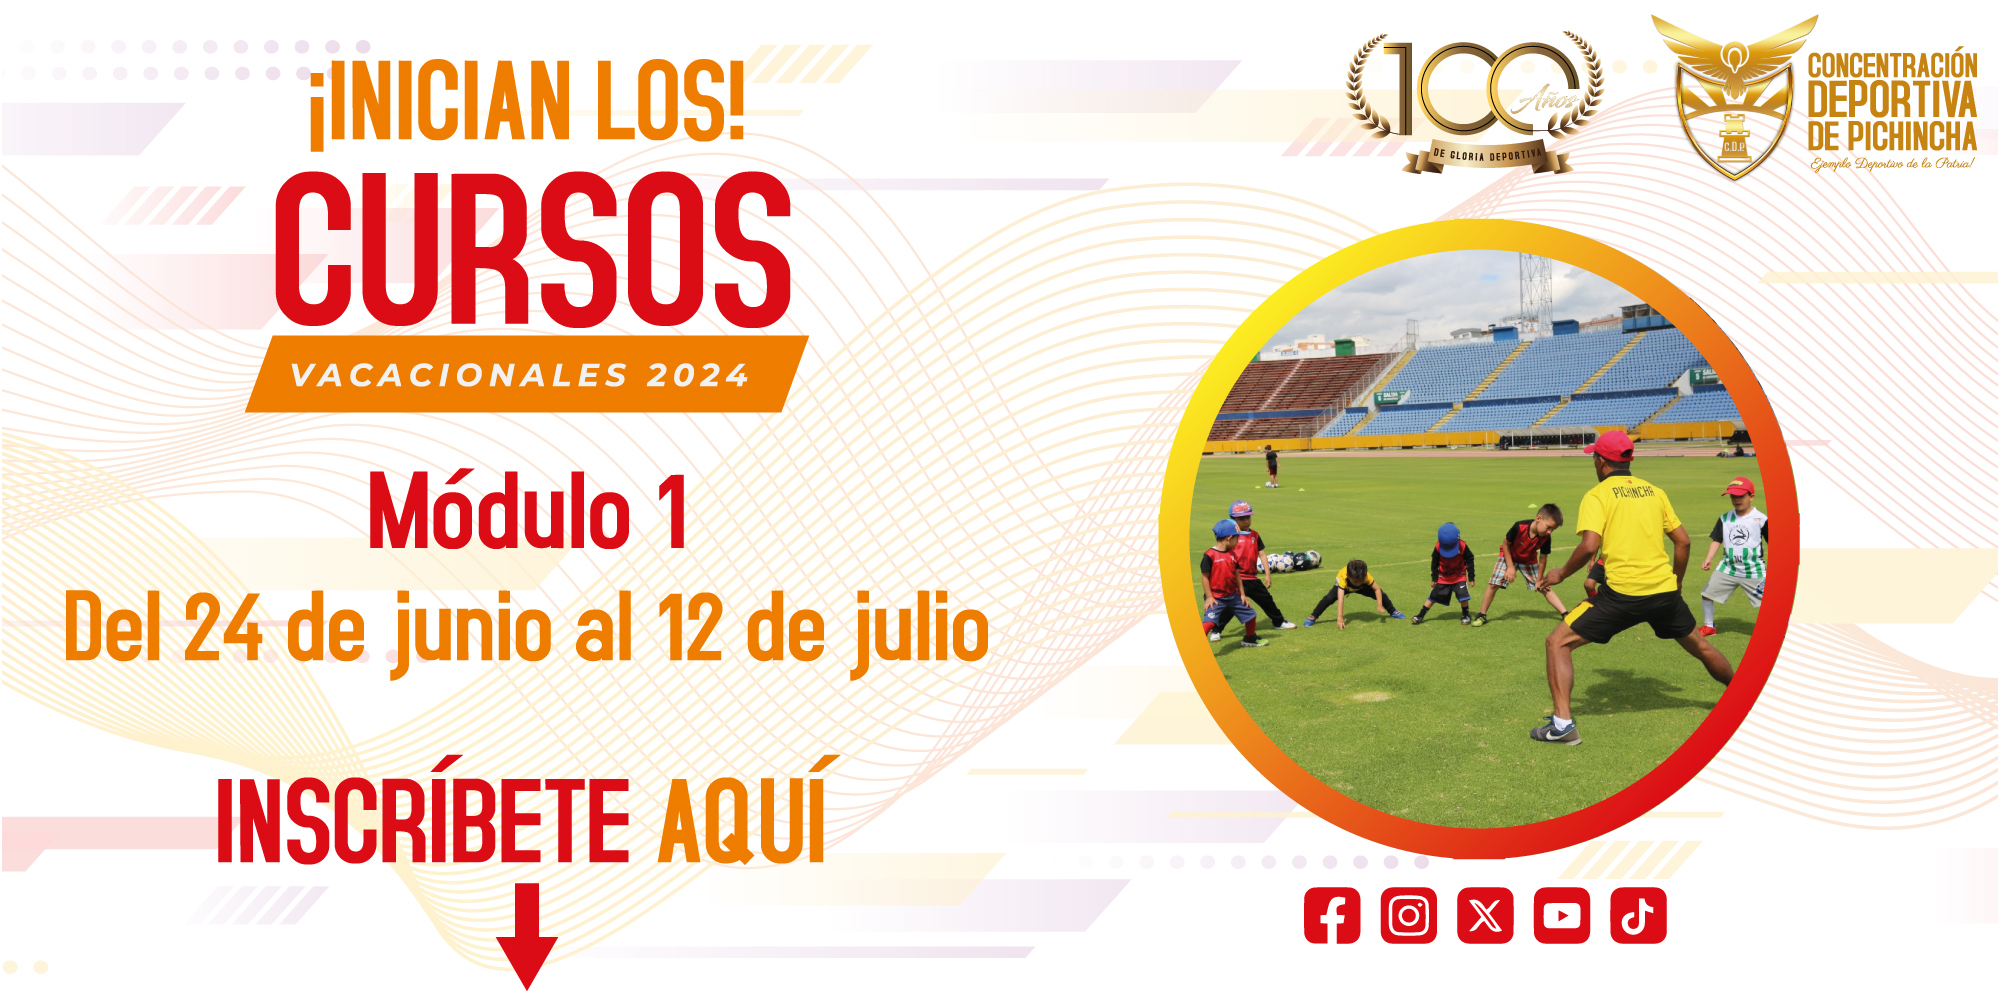 ¡INICIAN LOS!
CURSOS
VACACIONALES 2024
Módulo 1
Del 24 de junio al 12 de julio
INSCRÍBETE AQUÍ
100
Años
DE GLORIA DEPORTIVA
C.D.P.
CONCENTRACIÓN
DEPORTIVA
DE PICHINCHA
Ejemplo Deportivo de la Patria!
SALIDA
PICHINCHA